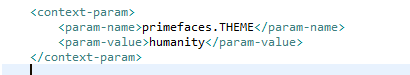 <context-param>
<param-name>primefaces.THEME</param-name>
<param-value>humanity</param-value>
</context-param>